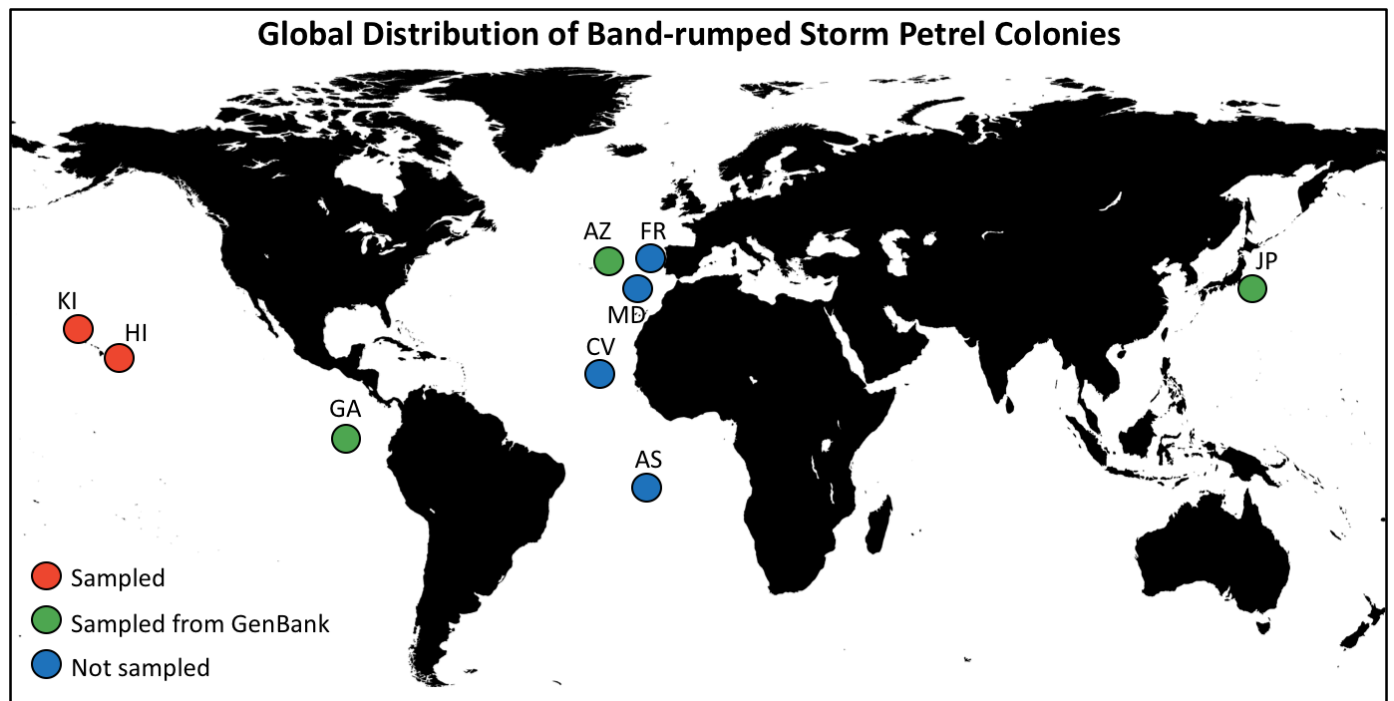 Global Distribution of Band-rumped Storm Petrel Colonies
AZ
FR
JP
KI
MD
HI
CV
GA
AS
Sampled
Sampled from GenBank
Not sampled